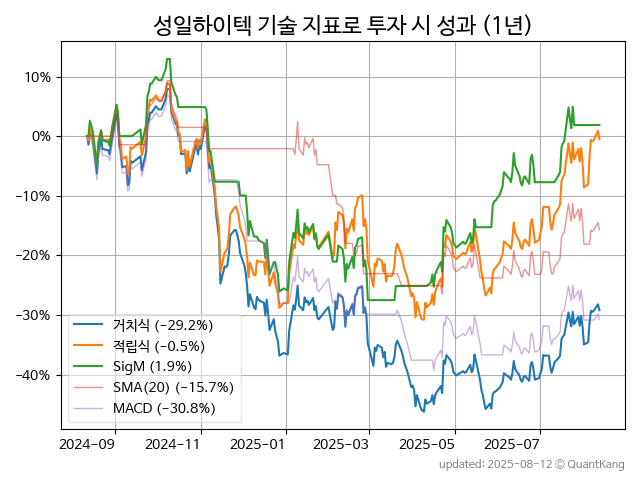 성일하이텍 기술 지표로 투자 시 성과 (1년)
10%
0%
−10%
−20%
−30%
−40%
거치식 (−29.2%)
적립식 (−0.5%)
SigM (1.9%)
SMA(20) (−15.7%)
MACD (−30.8%)
2024−09
2024−11
2025−01
2025−03
2025−05
2025−07
updated: 2025-08-12 © QuantKang